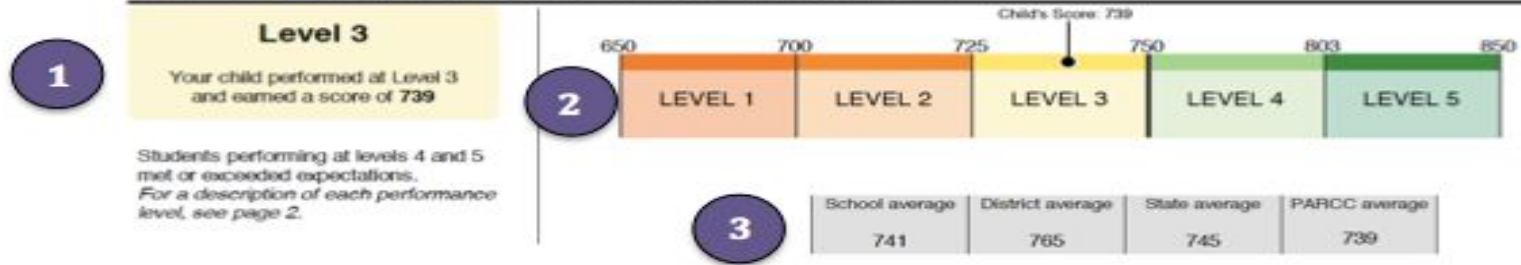 1
Level 3
Your child performed at Level 3
and earned a score of 739
Students performing at levels 4 and 5
met or exceeded expectations.
For a description of each performance
level, see page 2.
Child's Score: 739
650 700 725 750 803 850
2
LEVEL 1 LEVEL 2 LEVEL 3 LEVEL 4 LEVEL 5
3
School average District average State average PARCC average
741 765 745 739